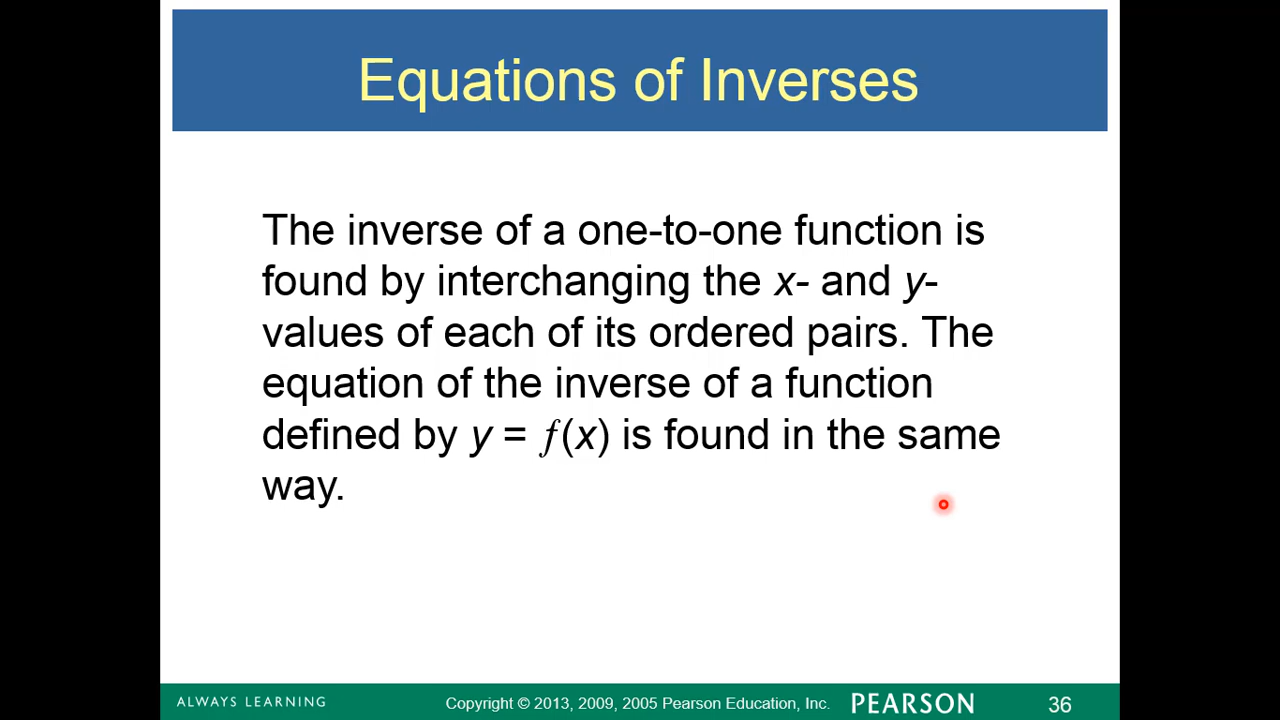 Equations of Inverses
The inverse of a one-to-one function is
found by interchanging the x- and y-
values of each of its ordered pairs. The
equation of the inverse of a function
defined by y = f(x) is found in the same
way.
ALWAYS LEARNING
Copyright © 2013, 2009, 2005 Pearson Education, Inc.
PEARSON
36